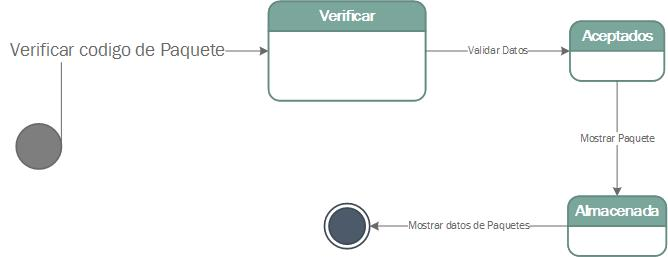 Verificar codigo de Paquete
Verificar
Validar Datos
Aceptados
Mostrar Paquete
Almacenada
Mostrar datos de Paquetes